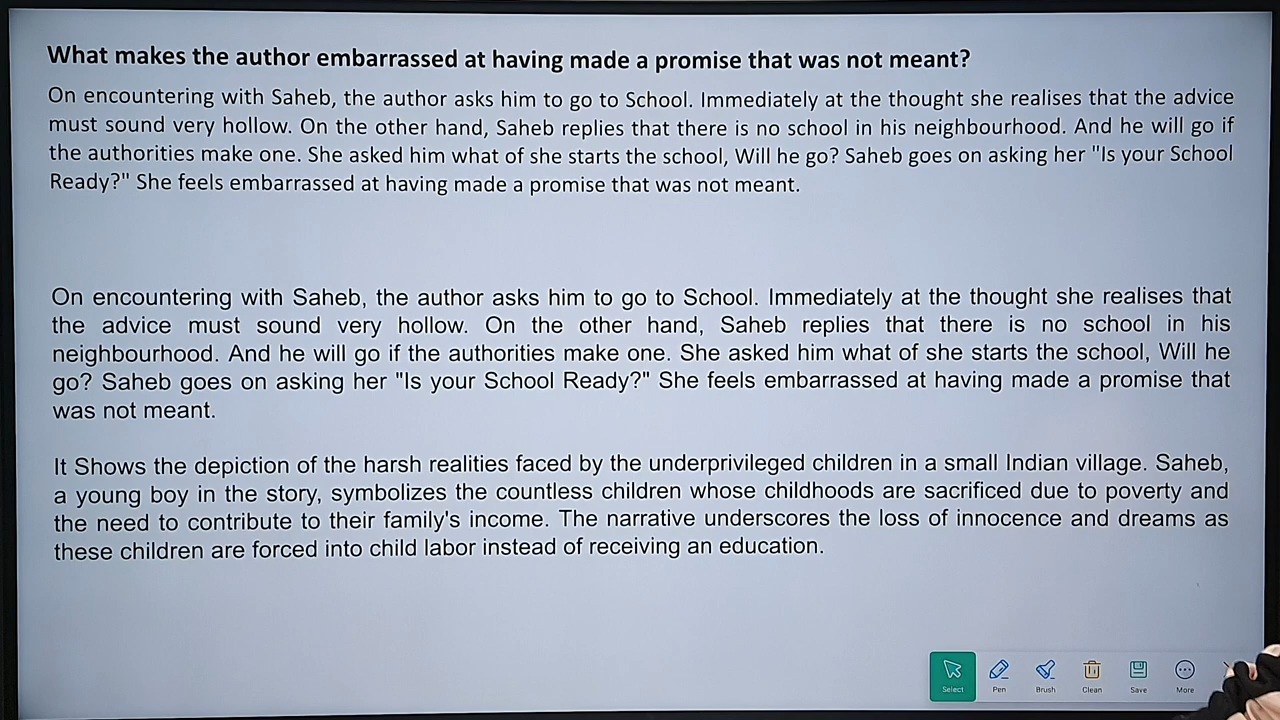 What makes the author embarrassed at having made a promise that was not meant?
On encountering with Saheb, the author asks him to go to School. Immediately at the thought she realises that the advice
must sound very hollow. On the other hand, Saheb replies that there is no school in his neighbourhood. And he will go if
the authorities make one. She asked him what of she starts the school, Will he go? Saheb goes on asking her "Is your School
Ready?" She feels embarrassed at having made a promise that was not meant.
On encountering with Saheb, the author asks him to go to School. Immediately at the thought she realises that
the advice must sound very hollow. On the other hand, Saheb replies that there is no school in his
neighbourhood. And he will go if the authorities make one. She asked him what of she starts the school, Will he
go? Saheb goes on asking her "Is your School Ready?" She feels embarrassed at having made a promise that
was not meant.
It Shows the depiction of the harsh realities faced by the underprivileged children in a small Indian village. Saheb,
a young boy in the story, symbolizes the countless children whose childhoods are sacrificed due to poverty and
the need to contribute to their family's income. The narrative underscores the loss of innocence and dreams as
these children are forced into child labor instead of receiving an education.
Select Pen Brush Clean Save More